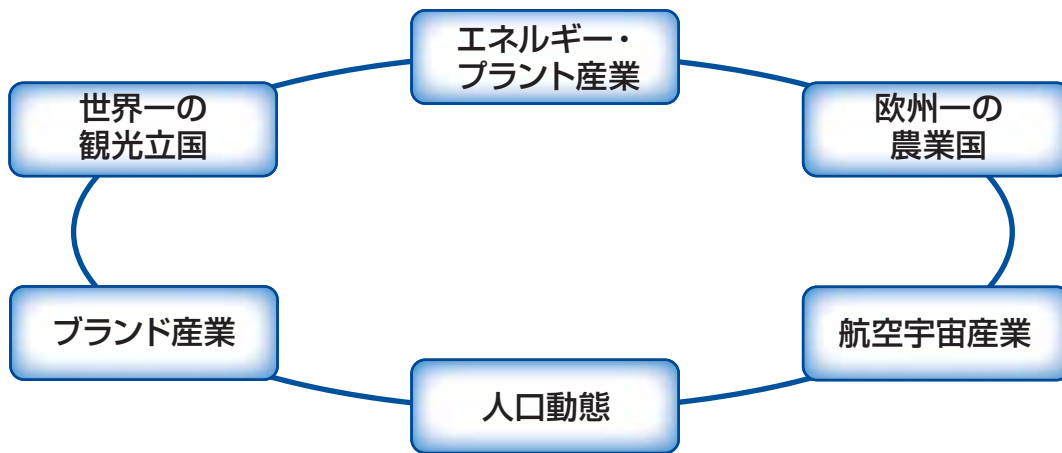 エネルギー・
プラント産業
世界一の
観光立国
欧州一の
農業国
ブランド産業
航空宇宙産業
人口動態